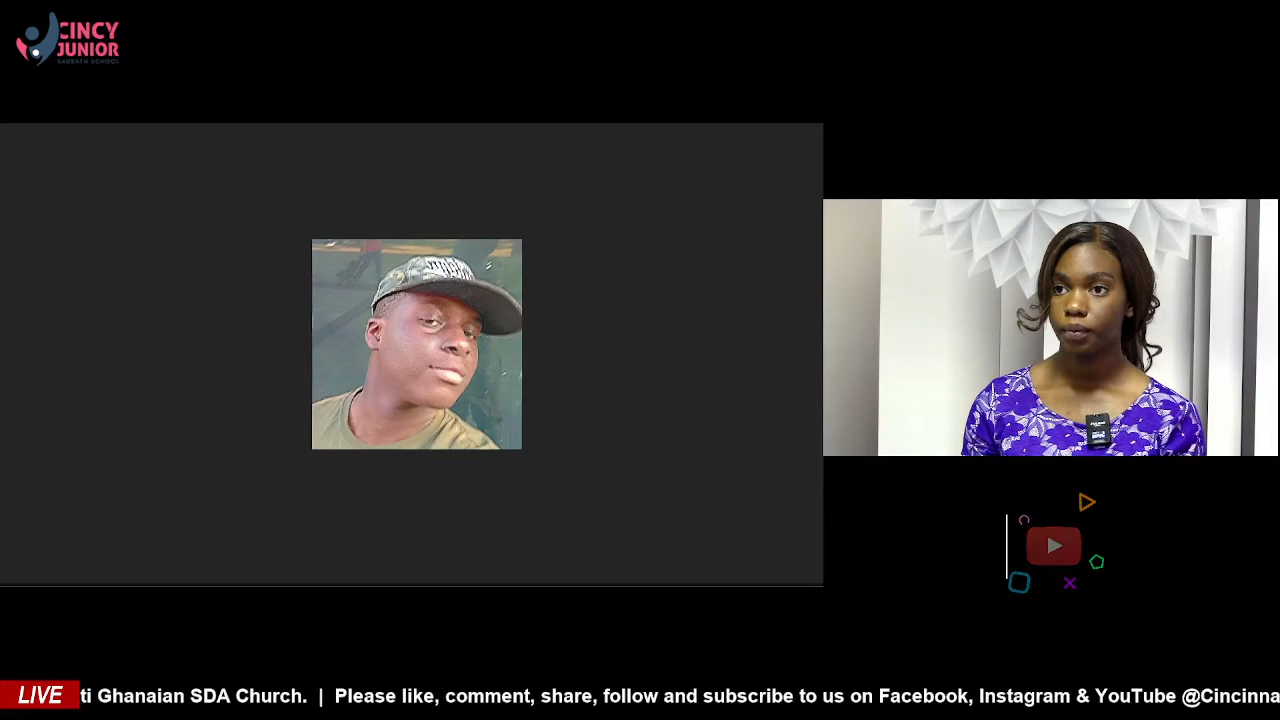 CINCY
JUNIOR
SABBATH SCHOOL
LIVE
ti Ghanaian SDA Church. | Please like, comment, share, follow and subscribe to us on Facebook, Instagram & YouTube @Cincinna